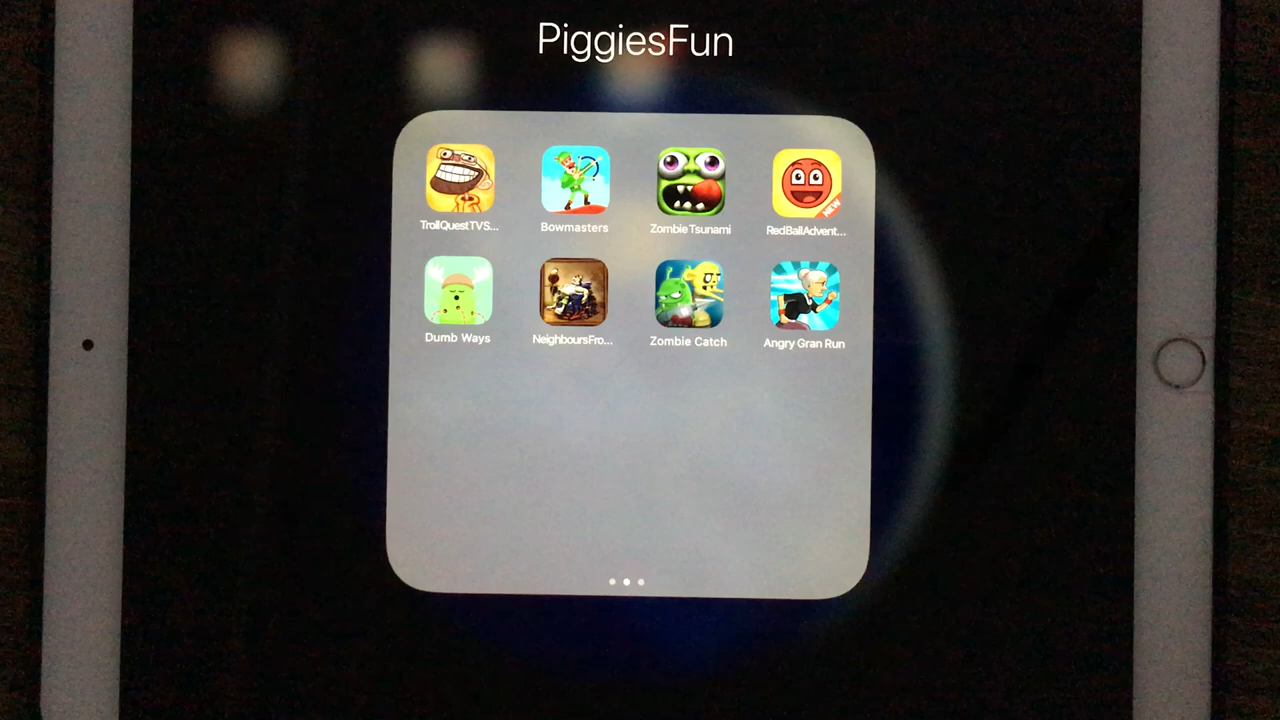 PiggiesFun
TrollQuestTVS...
Bowmasters
Zombie Tsunami
RedBallAdvent...
NEW
Dumb Ways
NeighboursFro...
Zombie Catch
Angry Gran Run